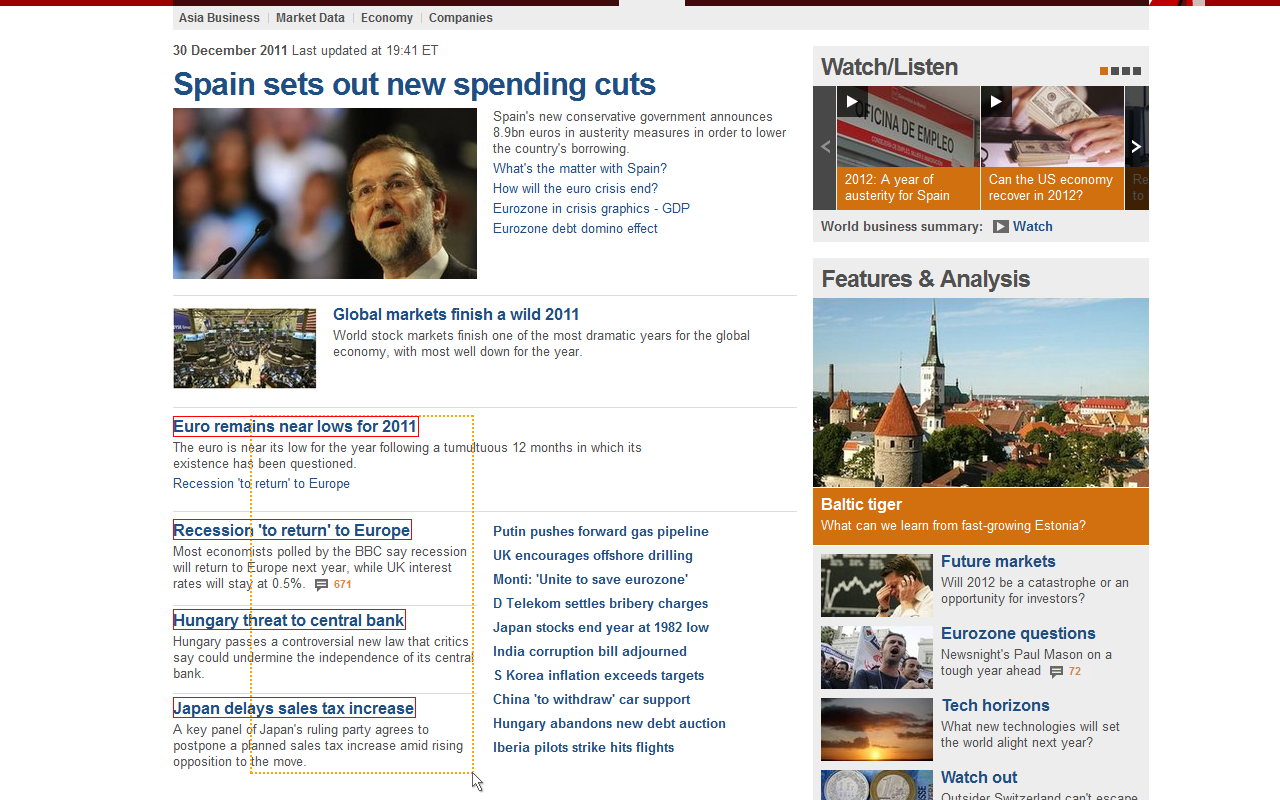 Asia Business | Market Data | Economy | Companies
30 December 2011 Last updated at 19:41 ET
Spain sets out new spending cuts
Spain's new conservative government announces
8.9bn euros in austerity measures in order to lower
the country's borrowing.
What's the matter with Spain?
How will the euro crisis end?
Eurozone in crisis graphics - GDP
Eurozone debt domino effect
Global markets finish a wild 2011
World stock markets finish one of the most dramatic years for the global
economy, with most well down for the year.
Euro remains near lows for 2011
The euro is near its low for the year following a tumultuous 12 months in which its
existence has been questioned.
Recession 'to return' to Europe
Recession 'to return' to Europe
Most economists polled by the BBC say recession
will return to Europe next year, while UK interest
rates will stay at 0.5%. 671
Hungary threat to central bank
Hungary passes a controversial new law that critics
say could undermine the independence of its central
bank.
Japan delays sales tax increase
A key panel of Japan's ruling party agrees to
postpone a planned sales tax increase amid rising
opposition to the move.
Putin pushes forward gas pipeline
UK encourages offshore drilling
Monti: 'Unite to save eurozone'
D Telekom settles bribery charges
Japan stocks end year at 1982 low
India corruption bill adjourned
S Korea inflation exceeds targets
China 'to withdraw' car support
Hungary abandons new debt auction
Iberia pilots strike hits flights
Watch/Listen
OFICINA DE EMPLEO
2012: A year of
austerity for Spain
Can the US economy
recover in 2012?
Re
to
World business summary: Watch
Features & Analysis
Baltic tiger
What can we learn from fast-growing Estonia?
Future markets
Will 2012 be a catastrophe or an
opportunity for investors?
Eurozone questions
Newsnight's Paul Mason on a
tough year ahead 72
Tech horizons
What new technologies will set
the world alight next year?
Watch out
Outsider Switzerland can't escape